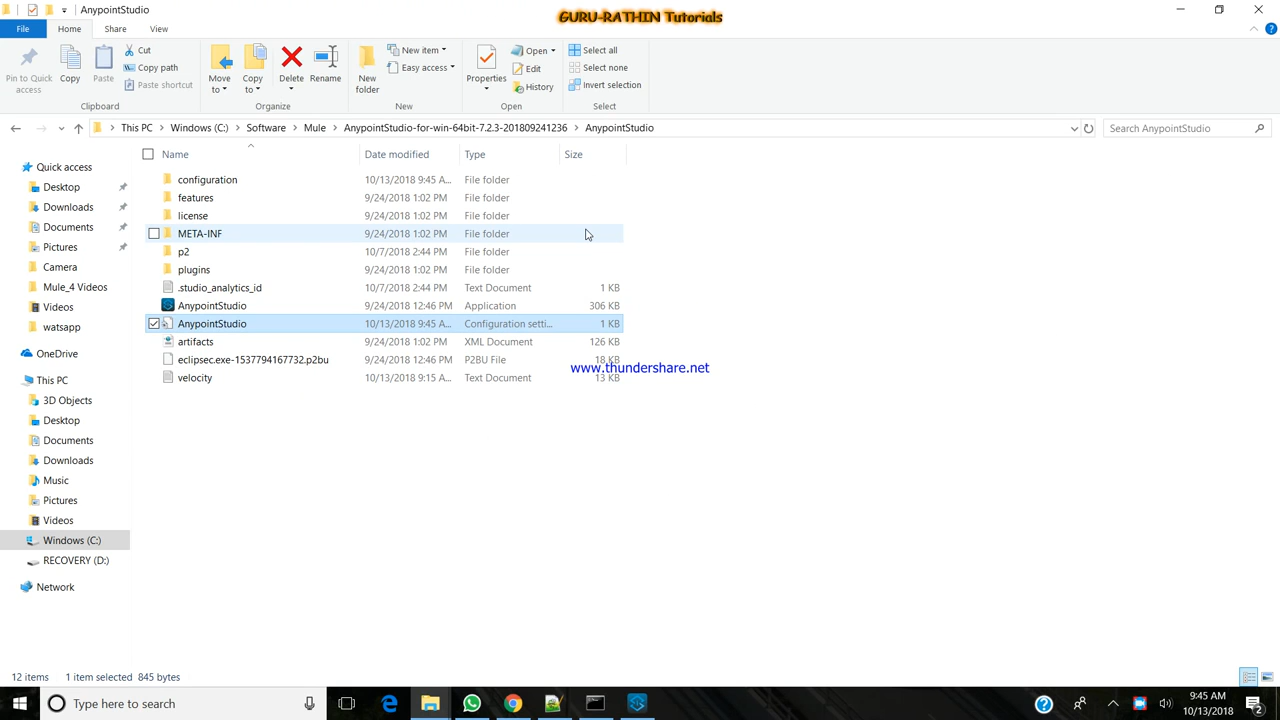 AnypointStudio
GURU-RATHIN Tutorials
File Home Share View
Pin to Quick access
Copy
Paste
Cut
Copy path
Paste shortcut
Clipboard
Move to
Copy to
Delete
Rename
Organize
New folder
New item
Easy access
New
Properties
Open
Edit
History
Open
Select all
Select none
Invert selection
Select
This PC > Windows (C:) > Software > Mule > AnypointStudio-for-win-64bit-7.2.3-201809241236 > AnypointStudio
Search AnypointStudio
Quick access
Desktop
Downloads
Documents
Pictures
Camera
Mule_4 Videos
Videos
watsapp
OneDrive
This PC
3D Objects
Desktop
Documents
Downloads
Music
Pictures
Videos
Windows (C:)
RECOVERY (D:)
Network
Name Date modified Type Size
configuration 10/13/2018 9:45 A... File folder
features 9/24/2018 1:02 PM File folder
license 9/24/2018 1:02 PM File folder
META-INF 9/24/2018 1:02 PM File folder
p2 10/7/2018 2:44 PM File folder
plugins 9/24/2018 1:02 PM File folder
.studio_analytics_id 10/7/2018 2:44 PM Text Document 1 KB
AnypointStudio 9/24/2018 12:46 PM Application 306 KB
AnypointStudio 10/13/2018 9:45 A... Configuration setti... 1 KB
artifacts 9/24/2018 1:02 PM XML Document 126 KB
eclipsec.exe-1537794167732.p2bu 9/24/2018 12:46 PM P2BU File 18 KB
www.thundershare.net
velocity 10/13/2018 9:15 A... Text Document 13 KB
12 items 1 item selected 845 bytes
Type here to search
9:45 AM
10/13/2018
2